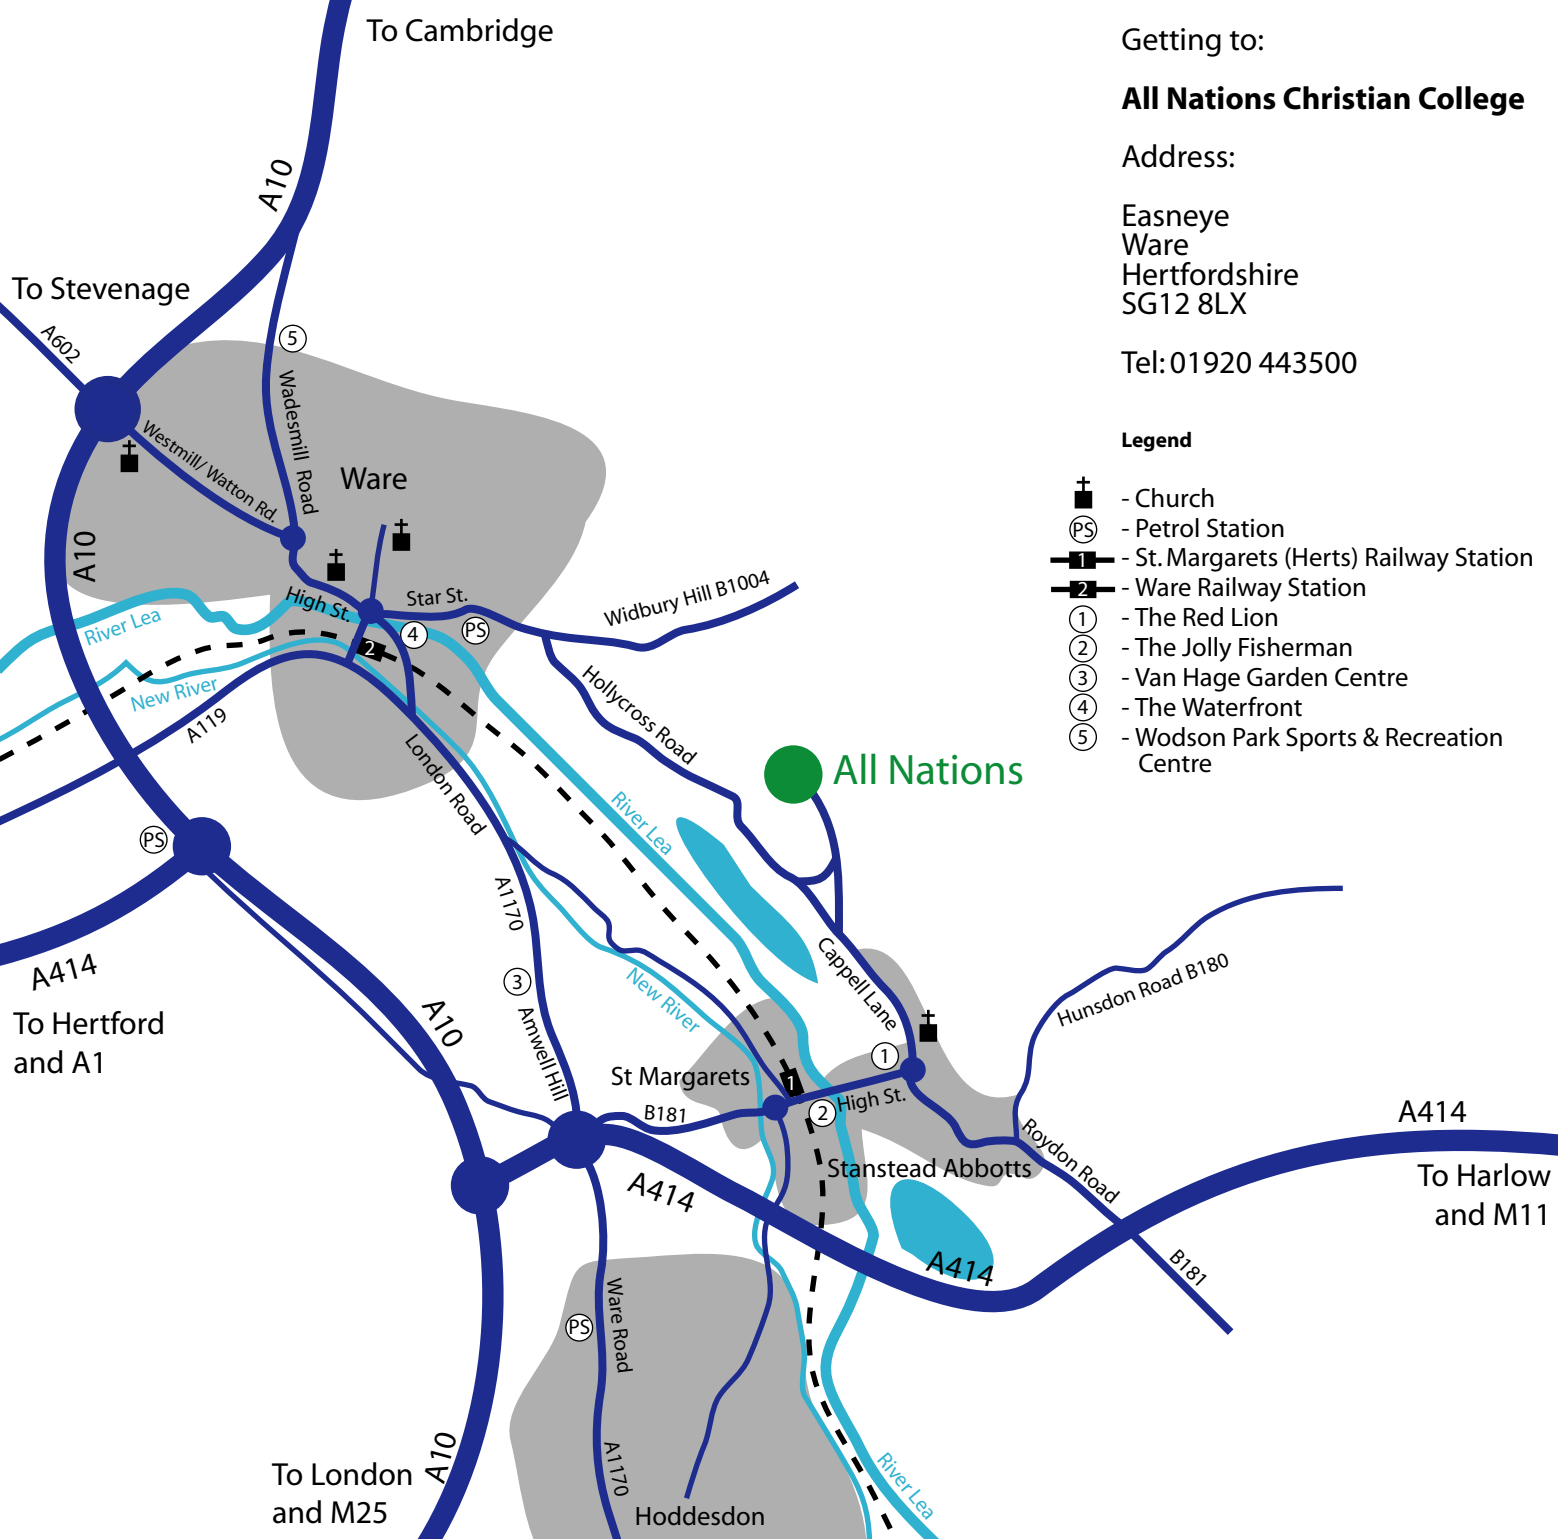 To Cambridge
Getting to:
All Nations Christian College
Address:
Easneye
Ware
Hertfordshire
SG12 8LX
Tel: 01920 443500
Legend
- Church
PS - Petrol Station
1 - St. Margarets (Herts) Railway Station
2 - Ware Railway Station
1 - The Red Lion
2 - The Jolly Fisherman
3 - Van Hage Garden Centre
4 - The Waterfront
5 - Wodson Park Sports & Recreation
Centre
A10
To Stevenage
A602
5
Wadesmill Road
Westmill/ Watton Rd.
Ware
A10
High St.
Star St.
Widbury Hill B1004
River Lea
4
PS
2
New River
A119
Hollycross Road
London Road
All Nations
River Lea
PS
A1170
A414
To Hertford
and A1
A10
3
New River
Cappell Lane
Hunsdon Road B180
Amwell Hill
1
St Margarets
1
B181
2
High St.
A414
Roydon Road
Stanstead Abbotts
To Harlow
and M11
A414
A414
B181
PS
Ware Road
A10
A1170
To London
and M25
River Lea
Hoddesdon